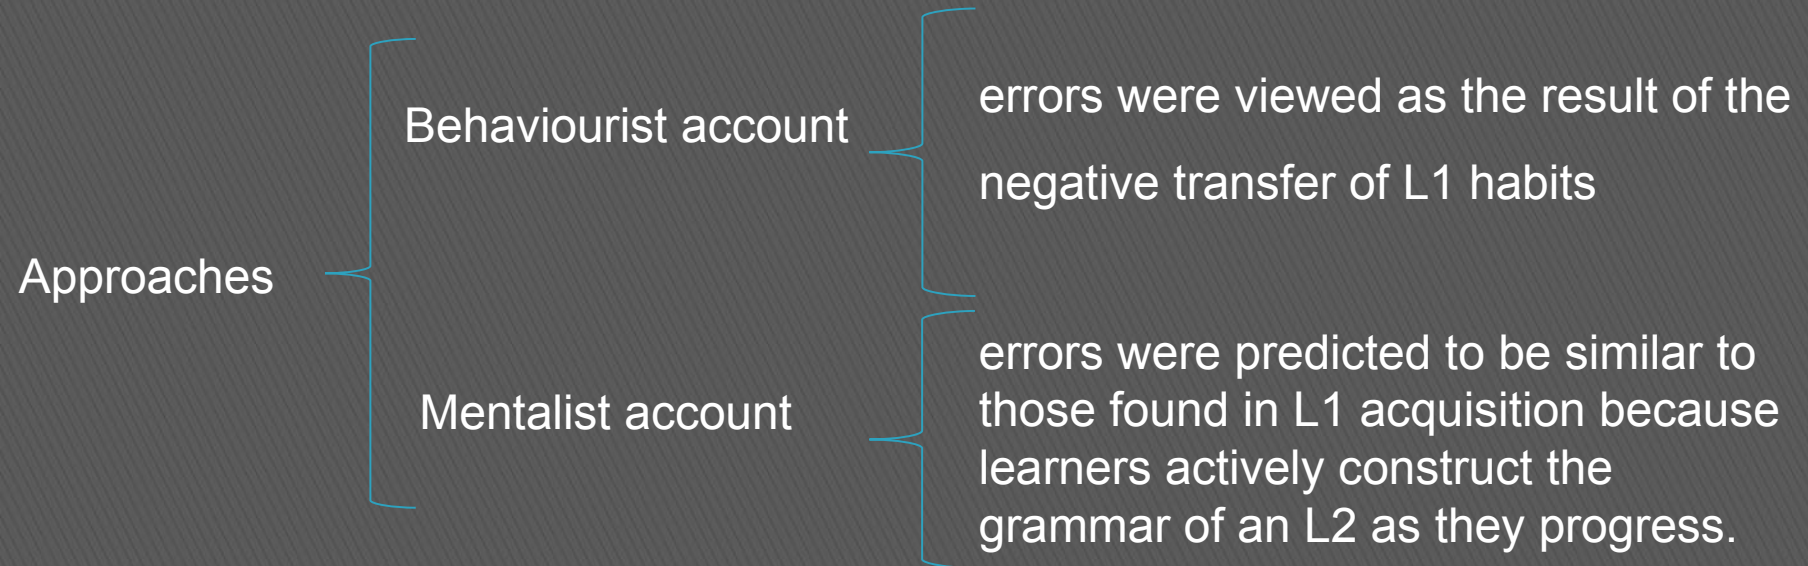 Approaches
Behaviourist account
errors were viewed as the result of the
negative transfer of L1 habits
Mentalist account
errors were predicted to be similar to
those found in L1 acquisition because
learners actively construct the
grammar of an L2 as they progress.